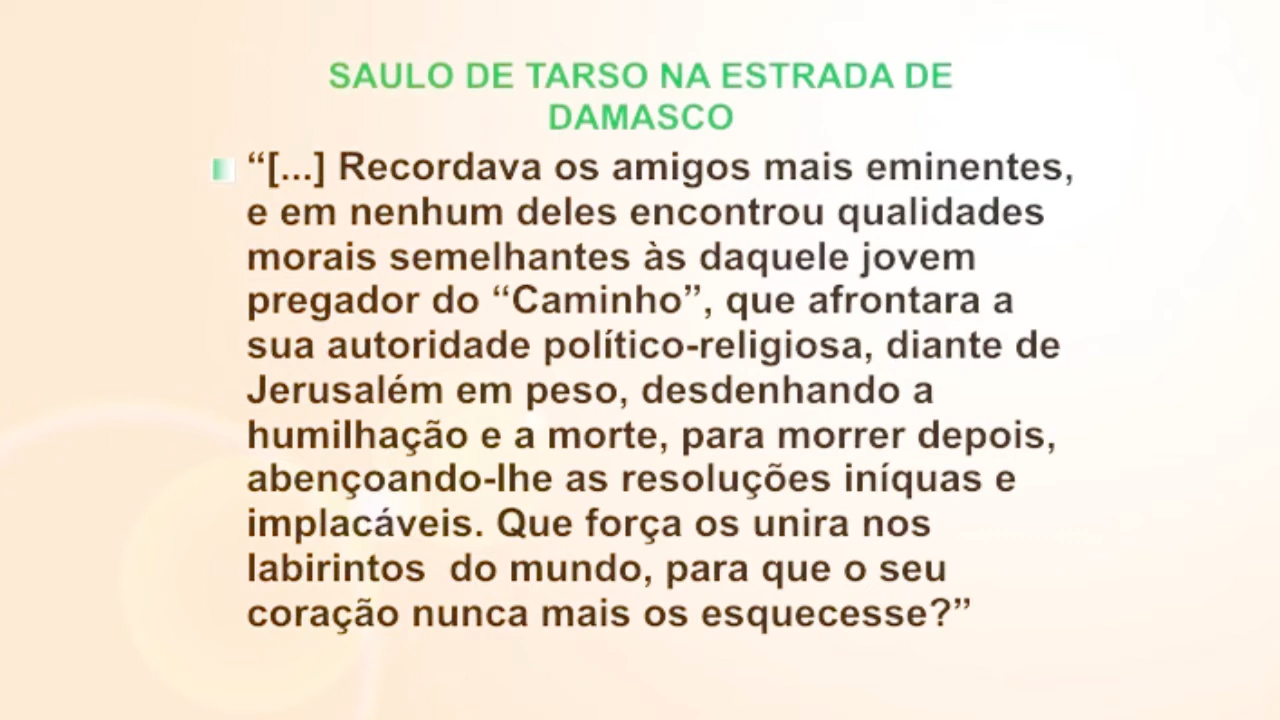 SAULO DE TARSO NA ESTRADA DE
DAMASCO
“[...] Recordava os amigos mais eminentes,
e em nenhum deles encontrou qualidades
morais semelhantes às daquele jovem
pregador do “Caminho”, que afrontara a
sua autoridade político-religiosa, diante de
Jerusalém em peso, desdenhando a
humilhação e a morte, para morrer depois,
abençoando-lhe as resoluções iníquas e
implacáveis. Que força os unira nos
labirintos  do mundo, para que o seu
coração nunca mais os esquecesse?”